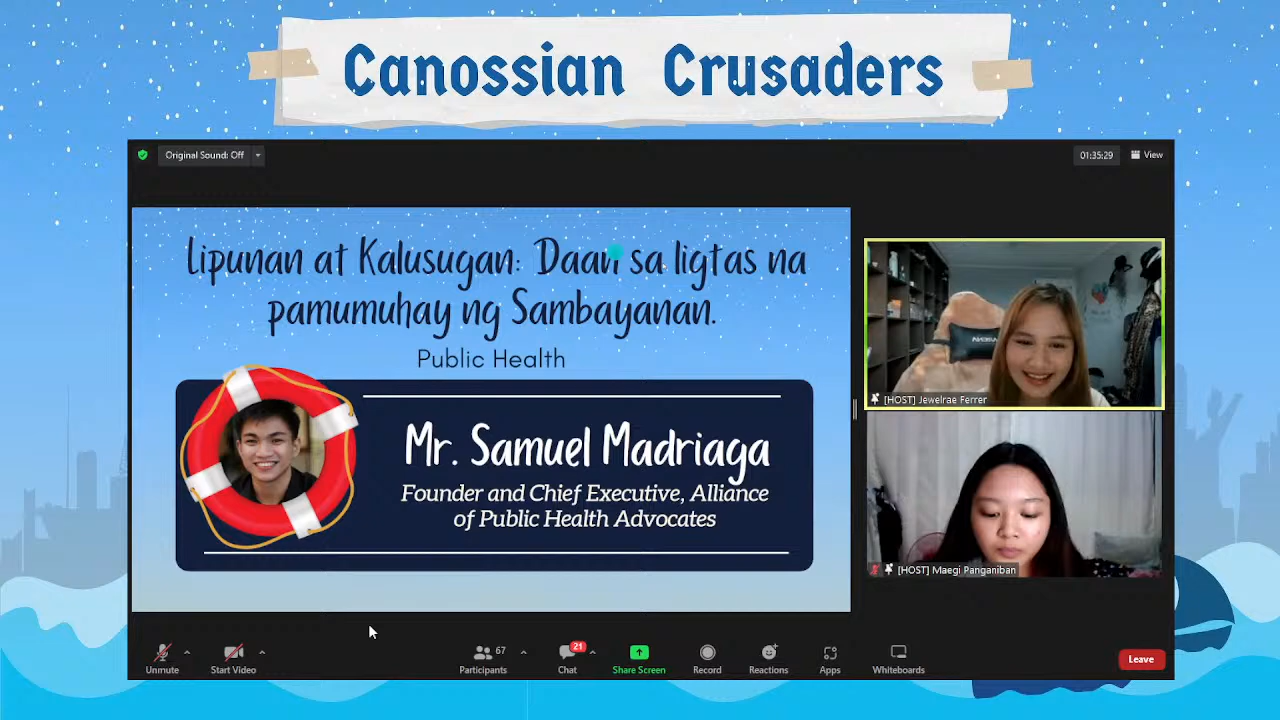 Canossian Crusaders
Original Sound: Off
01:35:29
View
Lipunan at Kalusugan: Daan sa ligtas na
pamumuhay ng Sambayanan.
Public Health
Mr. Samuel Madriaga
Founder and Chief Executive, Alliance
of Public Health Advocates
[HOST] Jewelrae Ferrer
[HOST] Maegi Panganiban
Unmute
Start Video
67
Participants
21
Chat
Share Screen
Record
Reactions
Apps
Whiteboards
Leave